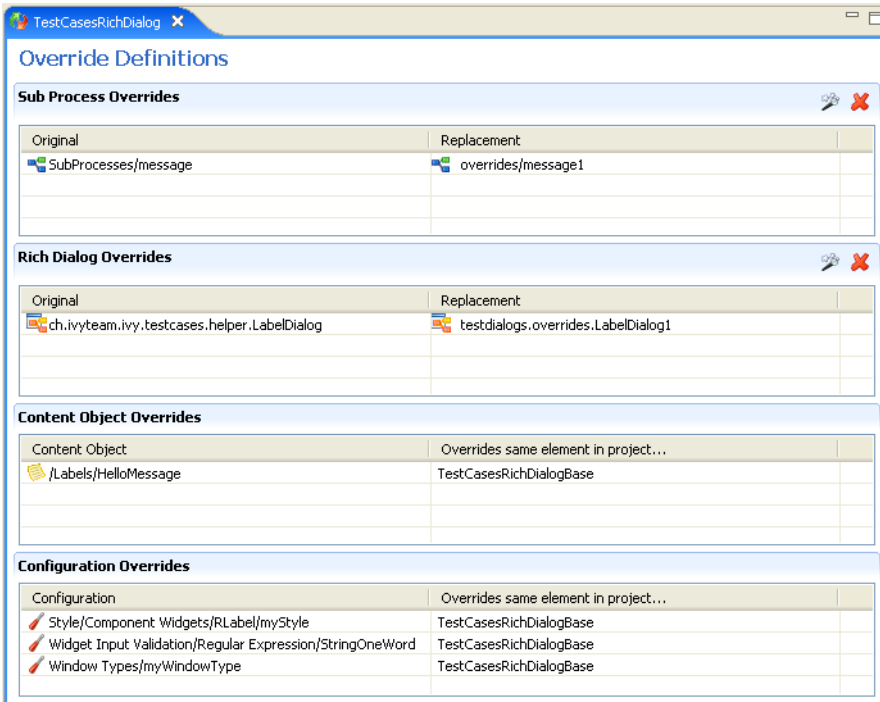 TestCasesRichDialog
Override Definitions
Sub Process Overrides
Original Replacement
SubProcesses/message overrides/message1
Rich Dialog Overrides
Original Replacement
ch.ivyteam.ivy.testcases.helper.LabelDialog testdialogs.overrides.LabelDialog1
Content Object Overrides
Content Object Overrides same element in project...
/Labels/HelloMessage TestCasesRichDialogBase
Configuration Overrides
Configuration Overrides same element in project...
Style/Component Widgets/RLabel/myStyle TestCasesRichDialogBase
Widget Input Validation/Regular Expression/StringOneWord TestCasesRichDialogBase
Window Types/myWindowType TestCasesRichDialogBase